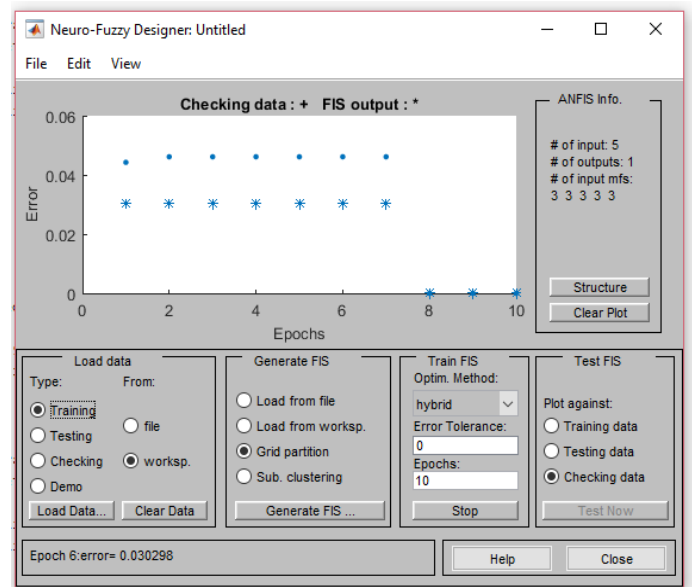 Neuro-Fuzzy Designer: Untitled
File Edit View
Checking data : + FIS output : *
0.06
0.04
0.02
0
Error
0 2 4 6 8 10
Epochs
ANFIS Info.
# of input: 5
# of outputs: 1
# of input mfs:
3 3 3 3 3
Structure
Clear Plot
Load data
Type: From:
Training
Testing
Checking
Demo
file
worksp.
Load Data... Clear Data
Generate FIS
Load from file
Load from worksp.
Grid partition
Sub. clustering
Generate FIS ...
Train FIS
Optim. Method:
hybrid
Error Tolerance:
0
Epochs:
10
Stop
Test FIS
Plot against:
Training data
Testing data
Checking data
Test Now
Epoch 6:error= 0.030298
Help Close